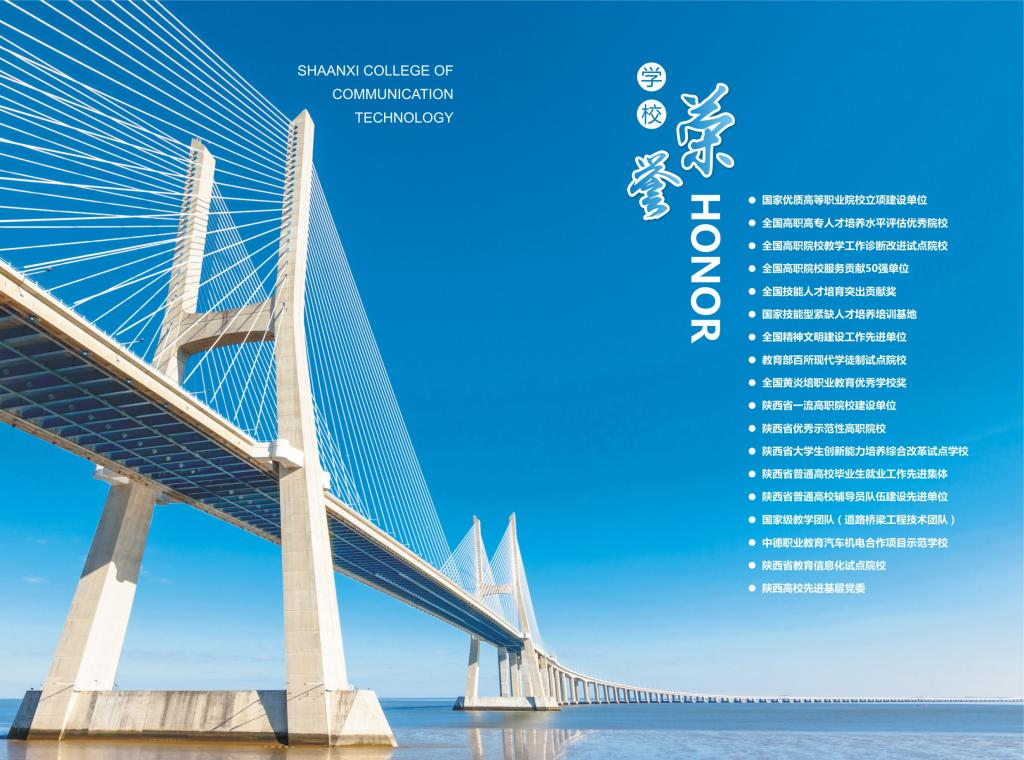 SHAANXI COLLEGE OF
COMMUNICATION
TECHNOLOGY
学校
荣誉
HONOR
国家优质高等职业院校立项建设单位
全国高职高专人才培养水平评估优秀院校
全国高职院校教学工作诊断改进试点院校
全国高职院校服务贡献50强单位
全国技能人才培育突出贡献奖
国家技能型紧缺人才培养培训基地
全国精神文明建设工作先进单位
教育部百所现代学徒制试点院校
全国黄炎培职业教育优秀学校奖
陕西省一流高职院校建设单位
陕西省优秀示范性高职院校
陕西省大学生创新能力培养综合改革试点学校
陕西省普通高校毕业生就业工作先进集体
陕西省普通高校辅导员队伍建设先进单位
国家级教学团队（道路桥梁工程技术团队）
中德职业教育汽车机电合作项目示范学校
陕西省教育信息化试点院校
陕西高校先进基层党委